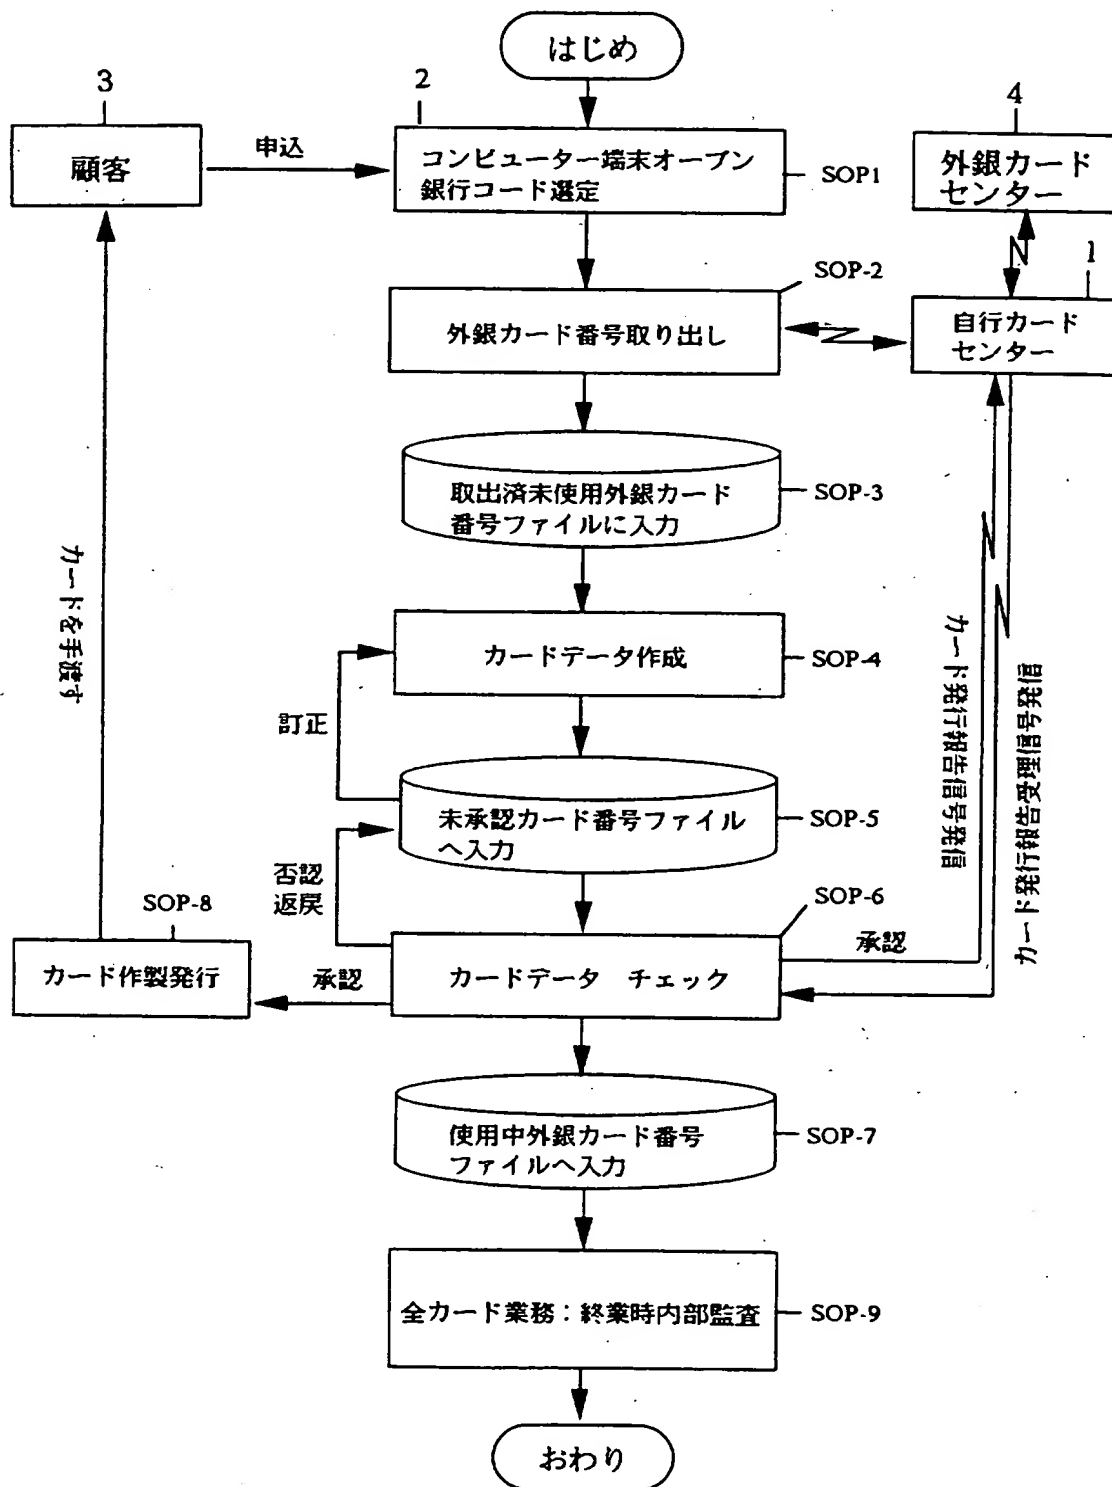 はじめ
3
2
4
顧客
申込
コンピューター端末オープン
銀行コード選定
SOP1
外銀カード
センター
SOP-2
1
外銀カード番号取り出し
自行カード
センター
取出済未使用外銀カード
番号ファイルに入力
SOP-3
カードを手渡す
カードデータ作成
SOP-4
カード発行報告信号発信
カード発行報告受理信号発信
訂正
未承認カード番号ファイル
へ入力
SOP-5
否認
返戻
SOP-6
SOP-8
承認
カード作製発行
承認
カードデータ チェック
使用中外銀カード番号
ファイルへ入力
SOP-7
全カード業務：終業時内部監査
SOP-9
おわり